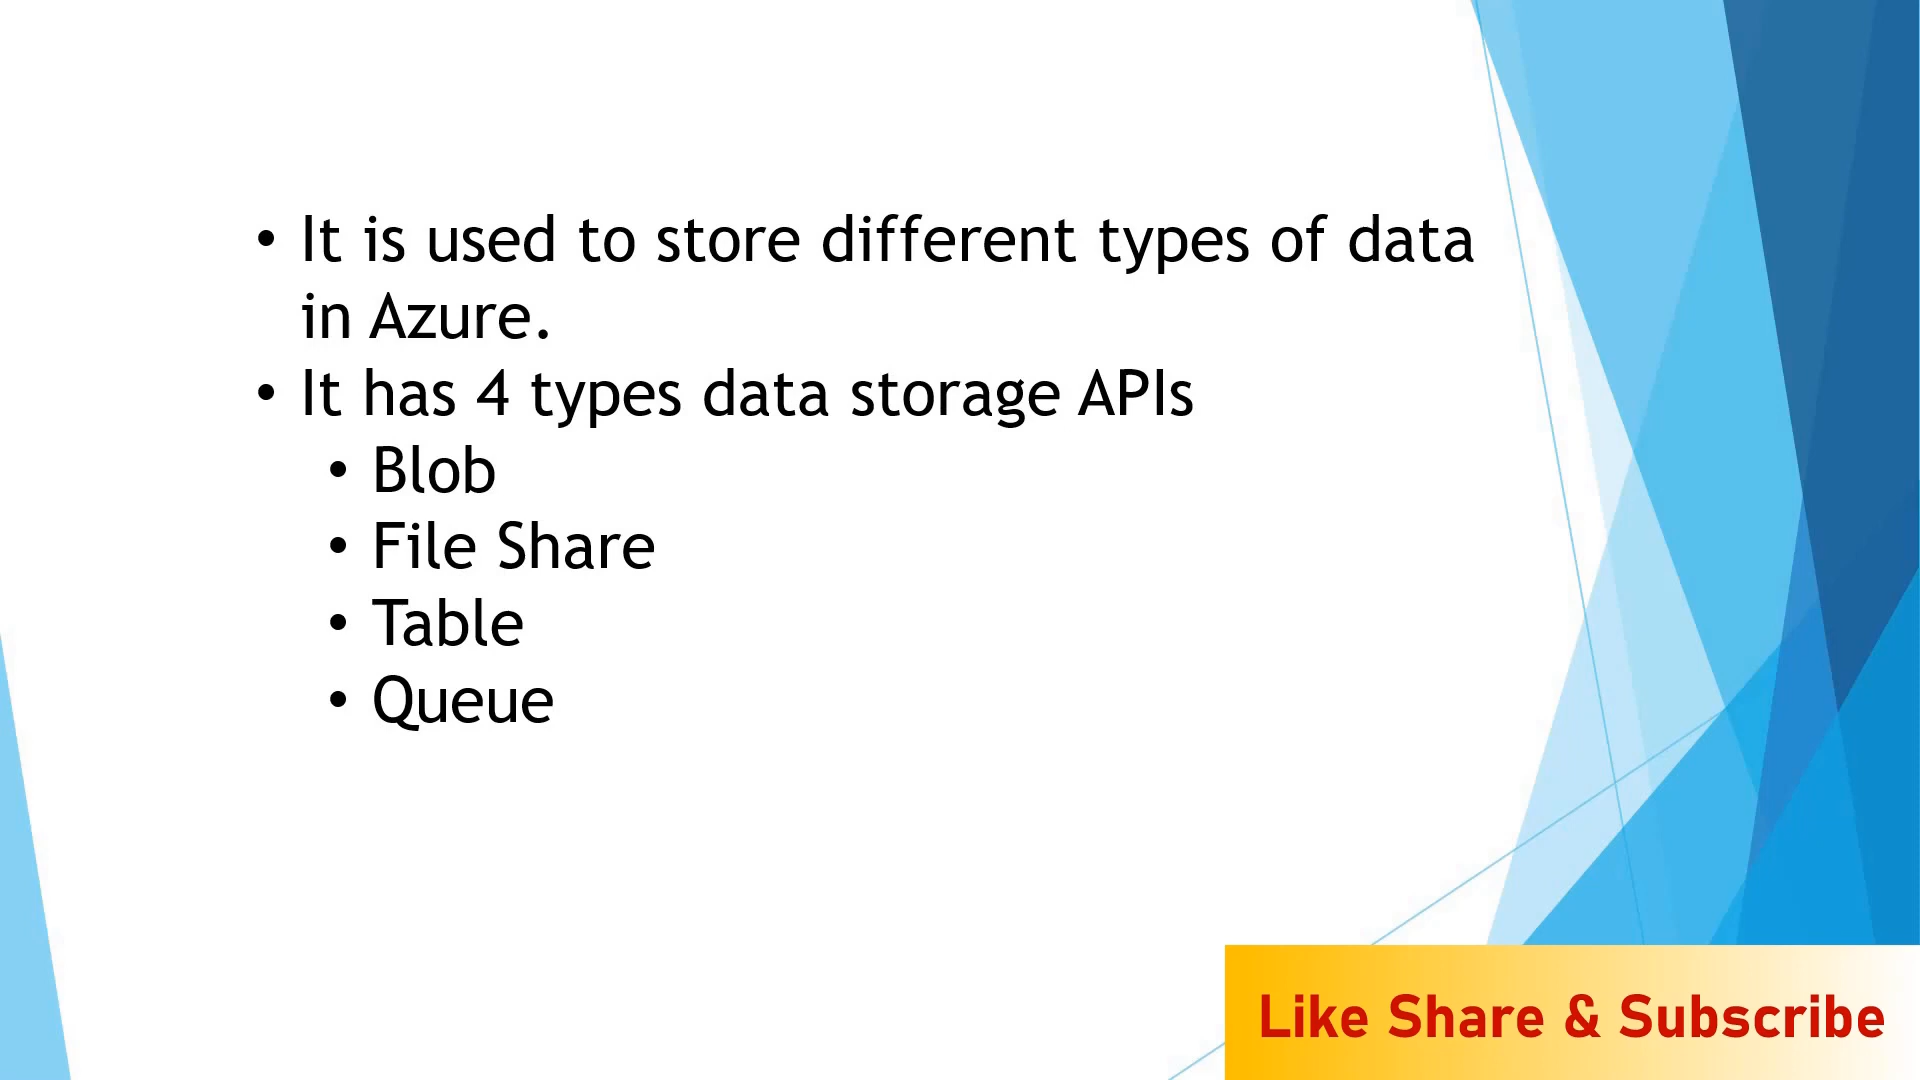 • It is used to store different types of data
in Azure.
• It has 4 types data storage APIs
• Blob
• File Share
• Table
• Queue
Like Share & Subscribe